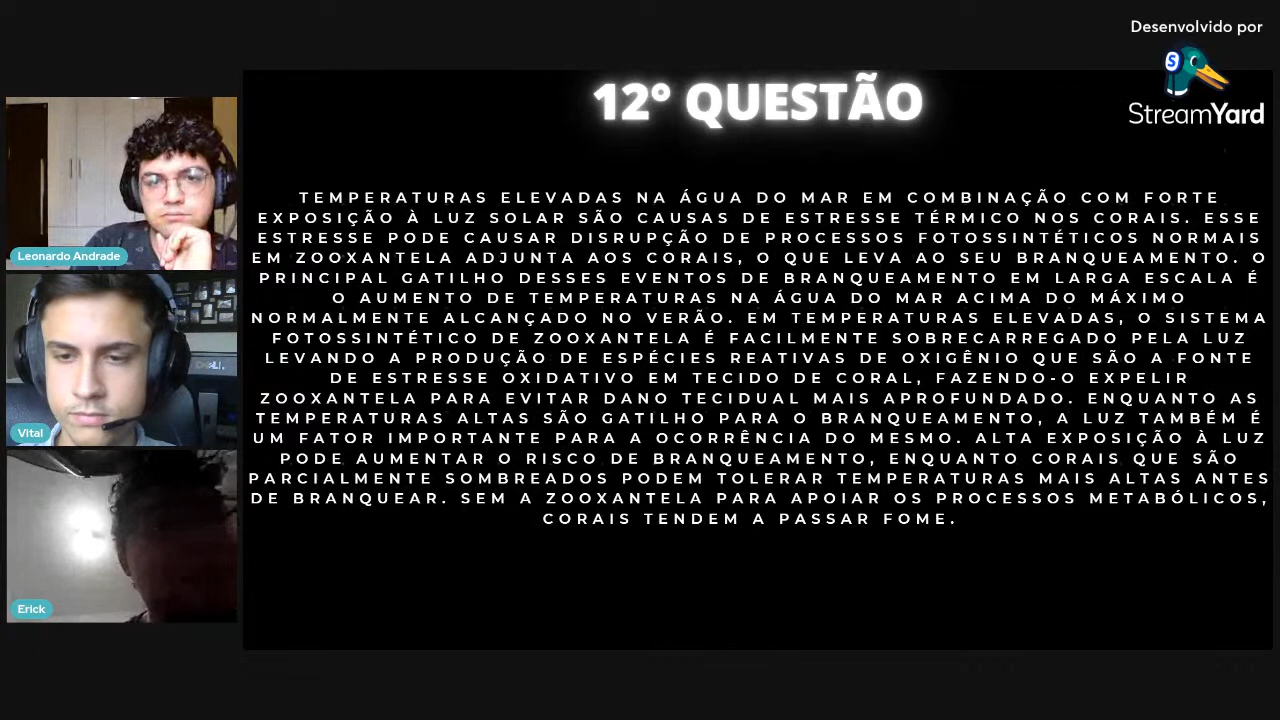 Desenvolvido por
StreamYard
12° QUESTÃO
TEMPERATURAS ELEVADAS NA ÁGUA DO MAR EM COMBINAÇÃO COM FORTE
EXPOSIÇÃO À LUZ SOLAR SÃO CAUSAS DE ESTRESSE TÉRMICO NOS CORAIS. ESSE
ESTRESSE PODE CAUSAR DISRUPÇÃO DE PROCESSOS FOTOSSINTÉTICOS NORMAIS
EM ZOOXANTELA ADJUNTA AOS CORAIS, O QUE LEVA AO SEU BRANQUEAMENTO. O
PRINCIPAL GATILHO DESSES EVENTOS DE BRANQUEAMENTO EM LARGA ESCALA É
O AUMENTO DE TEMPERATURAS NA ÁGUA DO MAR ACIMA DO MÁXIMO
NORMALMENTE ALCANÇADO NO VERÃO. EM TEMPERATURAS ELEVADAS, O SISTEMA
FOTOSSINTÉTICO DE ZOOXANTELA É FACILMENTE SOBRECARREGADO PELA LUZ
LEVANDO A PRODUÇÃO DE ESPÉCIES REATIVAS DE OXIGÊNIO QUE SÃO A FONTE
DE ESTRESSE OXIDATIVO EM TECIDO DE CORAL, FAZENDO-O EXPELIR
ZOOXANTELA PARA EVITAR DANO TECIDUAL MAIS APROFUNDADO. ENQUANTO AS
TEMPERATURAS ALTAS SÃO GATILHO PARA O BRANQUEAMENTO, A LUZ TAMBÉM É
UM FATOR IMPORTANTE PARA A OCORRÊNCIA DO MESMO. ALTA EXPOSIÇÃO À LUZ
PODE AUMENTAR O RISCO DE BRANQUEAMENTO, ENQUANTO CORAIS QUE SÃO
PARCIALMENTE SOMBREADOS PODEM TOLERAR TEMPERATURAS MAIS ALTAS ANTES
DE BRANQUEAR. SEM A ZOOXANTELA PARA APOIAR OS PROCESSOS METABÓLICOS,
CORAIS TENDEM A PASSAR FOME.
Leonardo Andrade
DELL
Vital
Erick